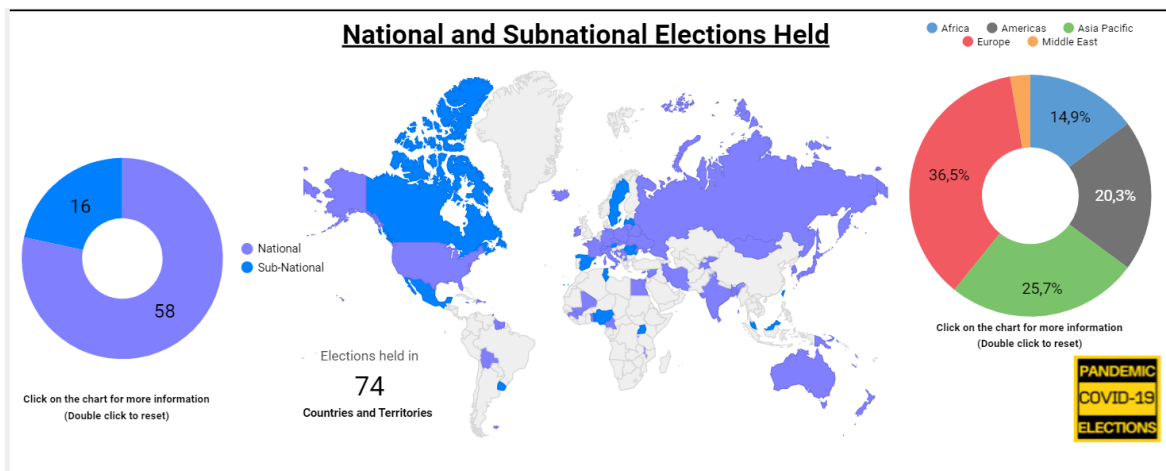 National and Subnational Elections Held
Africa
Americas
Asia Pacific
Europe
Middle East
16
58
National
Sub-National
Click on the chart for more information
(Double click to reset)
Elections held in
74
Countries and Territories
14,9%
20,3%
25,7%
36,5%
Click on the chart for more information
(Double click to reset)
PANDEMIC
COVID-19
ELECTIONS